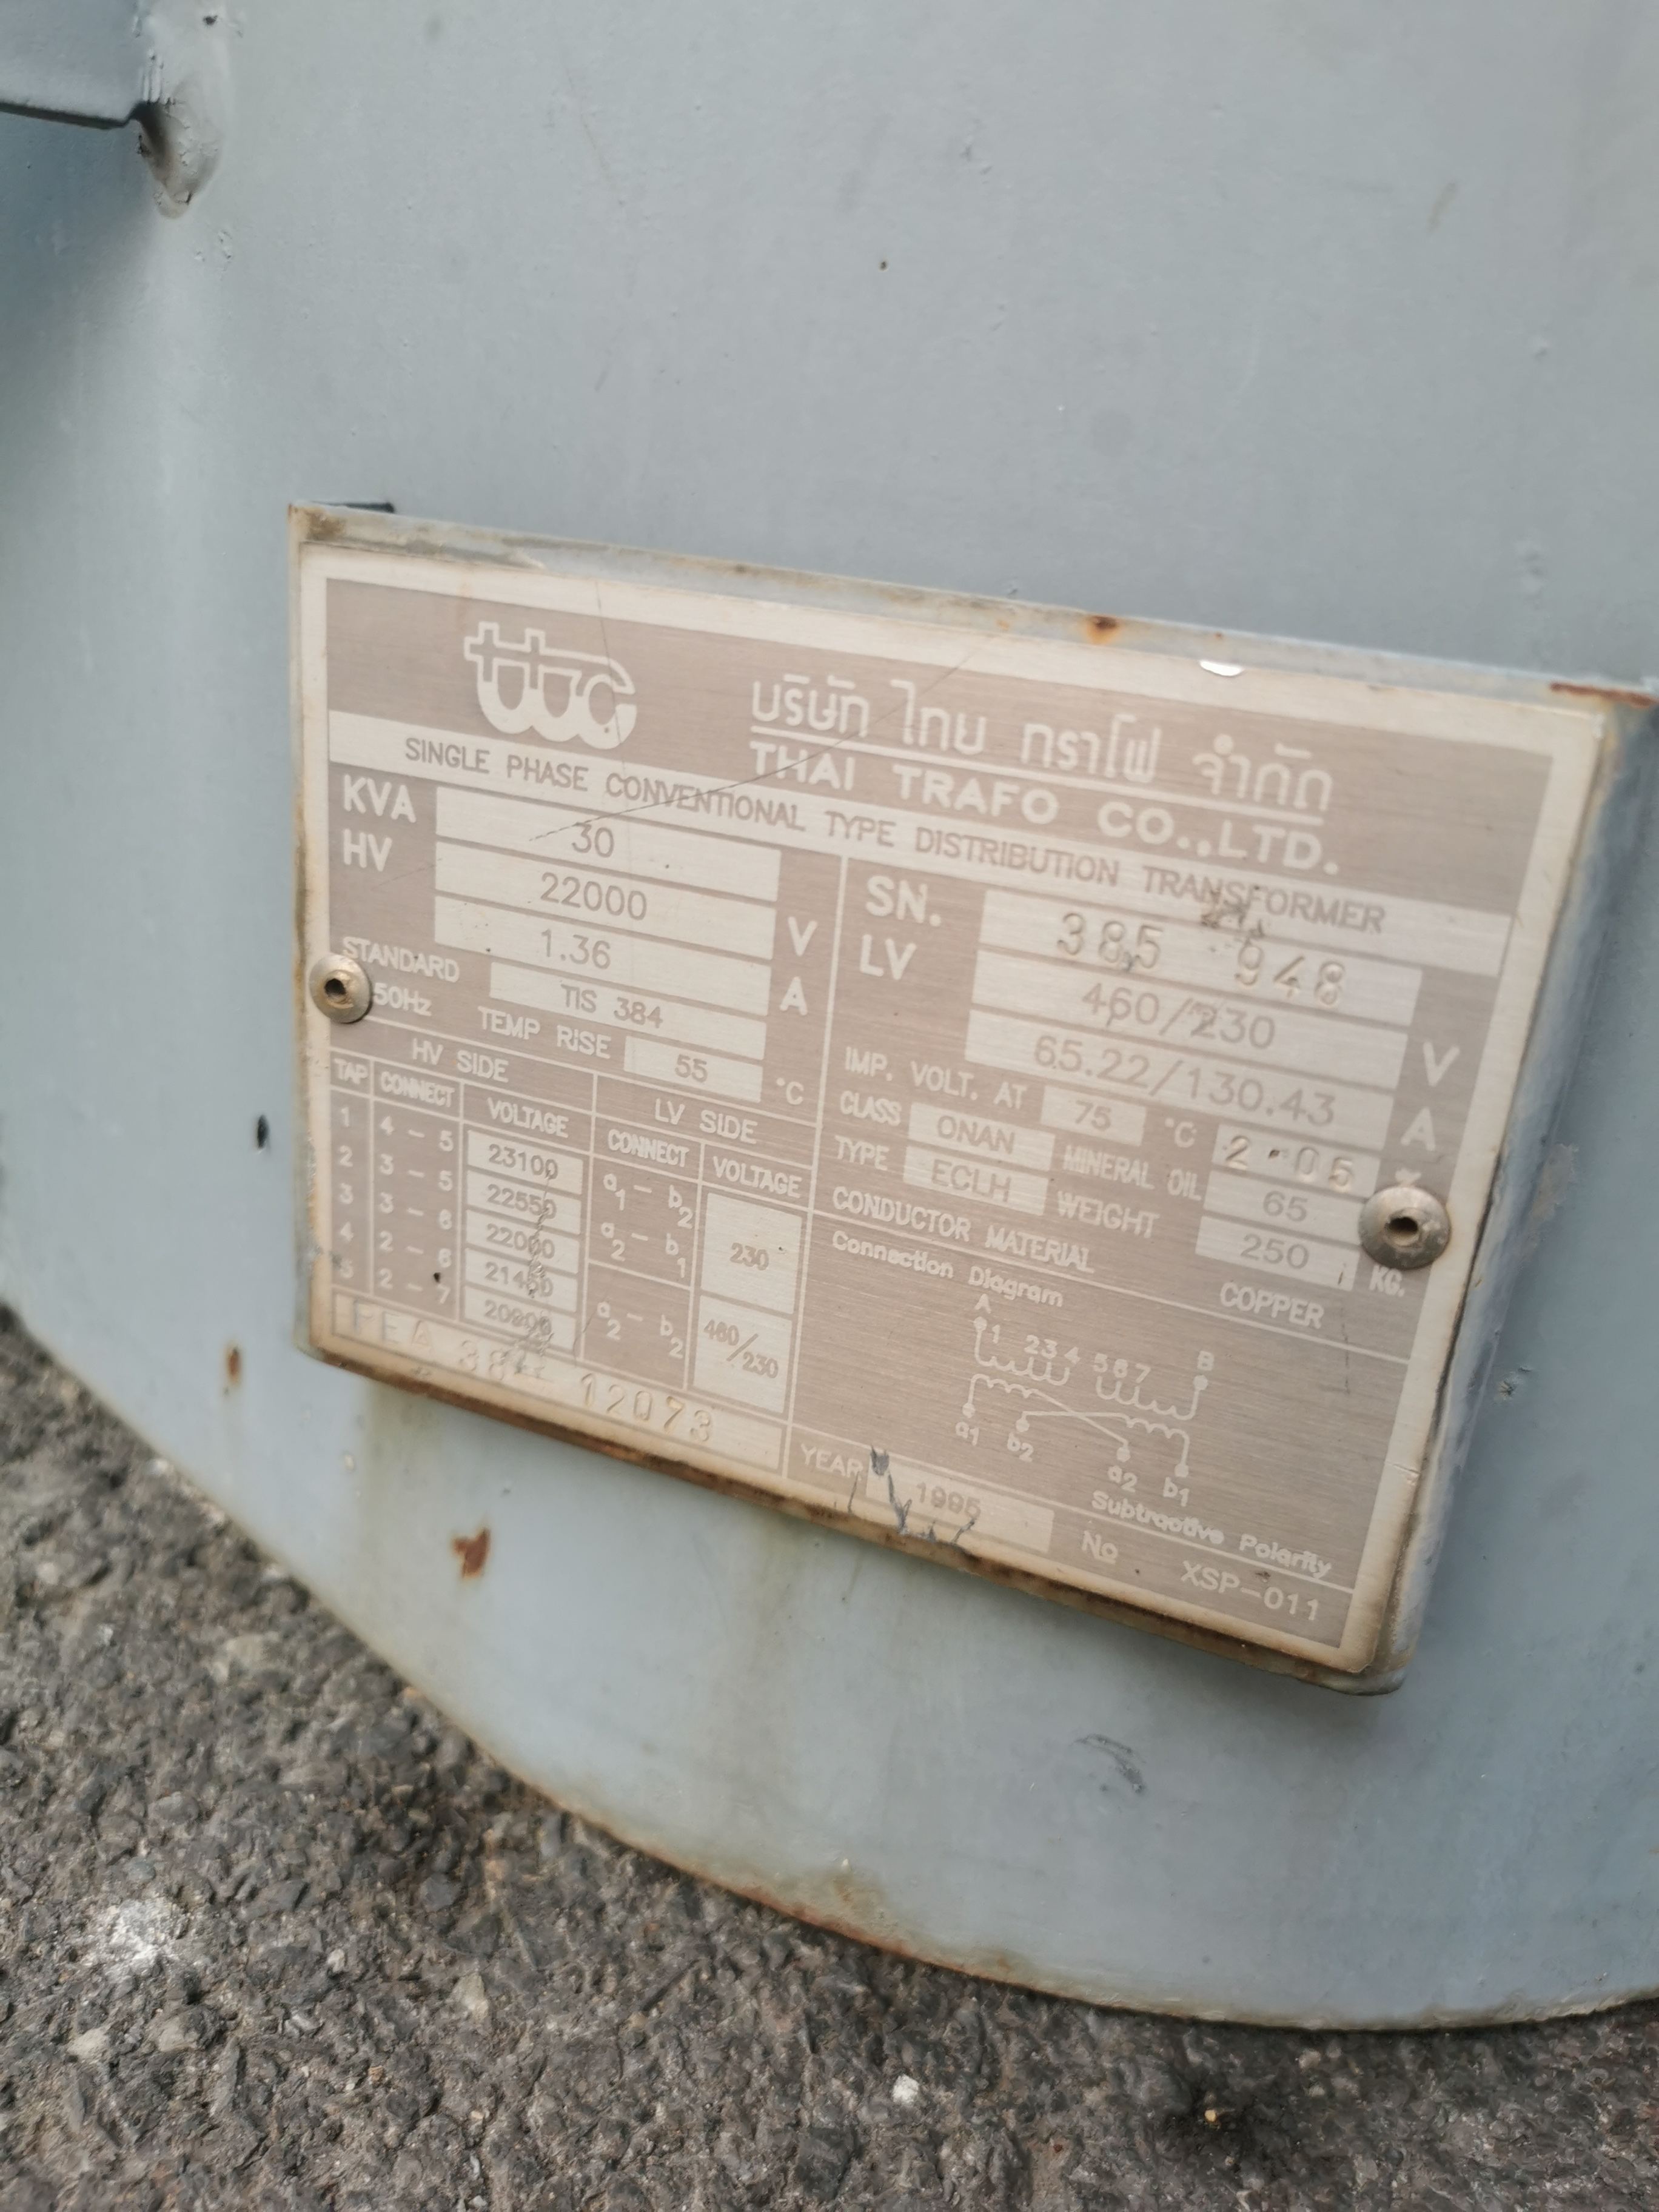 ttc
บริษัท ไทย ทราโฟ จำกัด
THAI TRAFO CO.,LTD.
SINGLE PHASE CONVENTIONAL TYPE DISTRIBUTION TRANSFORMER
KVA 30
HV 22000 V
1.36 A
STANDARD TIS 384
50Hz TEMP RISE 55 °C
SN. 385 5948
LV 460/230 V
65.22/130.43 A
IMP. VOLT. AT 75 °C 2.05
CLASS ONAN MINERAL OIL 65
TYPE ECLH WEIGHT 250 KG.
CONDUCTOR MATERIAL COPPER
HV SIDE LV SIDE
TAP CONNECT VOLTAGE CONNECT VOLTAGE
1 4 - 5 23100 a1 - b2
2 3 - 5 22550 a2 - b1 230
3 3 - 6 22000
4 2 - 6 21450 a2 - b2 460/230
5 2 - 7 20900
Connection Diagram
A
1 2 3 4 5 6 7 B
a1 b2 a2 b1
Subtractive Polarity
PEA 38- 12073
YEAR 1995 No XSP-011